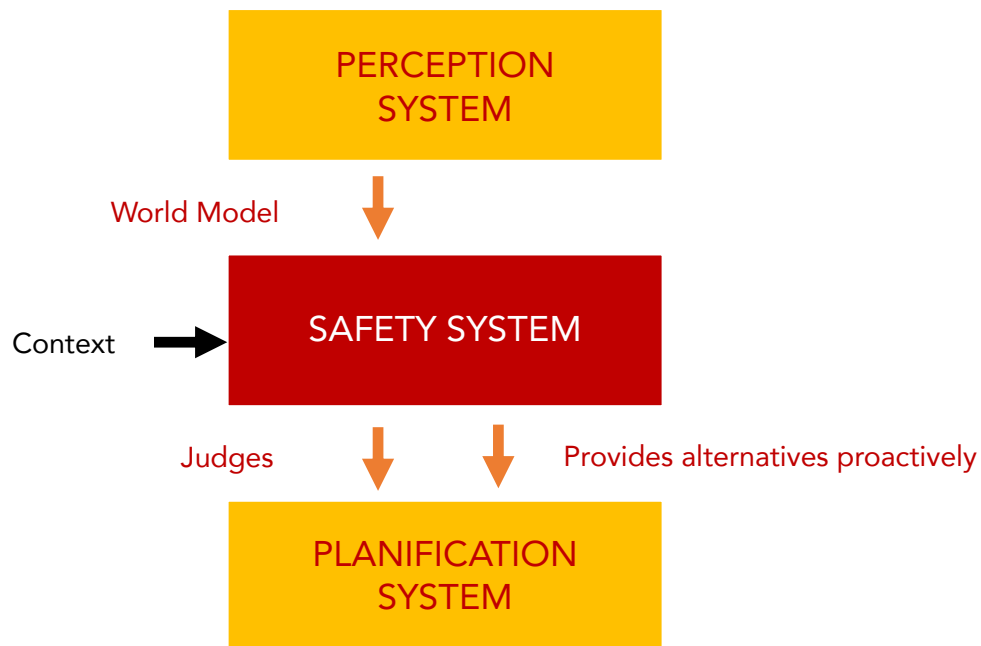 PERCEPTION
SYSTEM
World Model
SAFETY SYSTEM
Context
Judges
Provides alternatives proactively
PLANIFICATION
SYSTEM